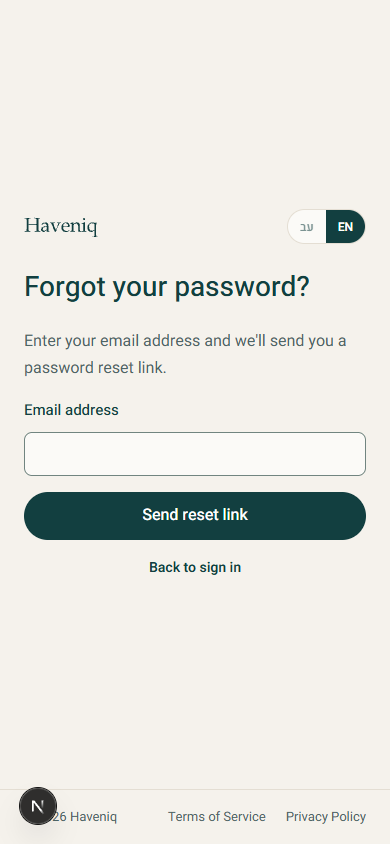 Haveniq
עב
EN
Forgot your password?
Enter your email address and we'll send you a
password reset link.
Email address
Send reset link
Back to sign in
N
26 Haveniq
Terms of Service
Privacy Policy